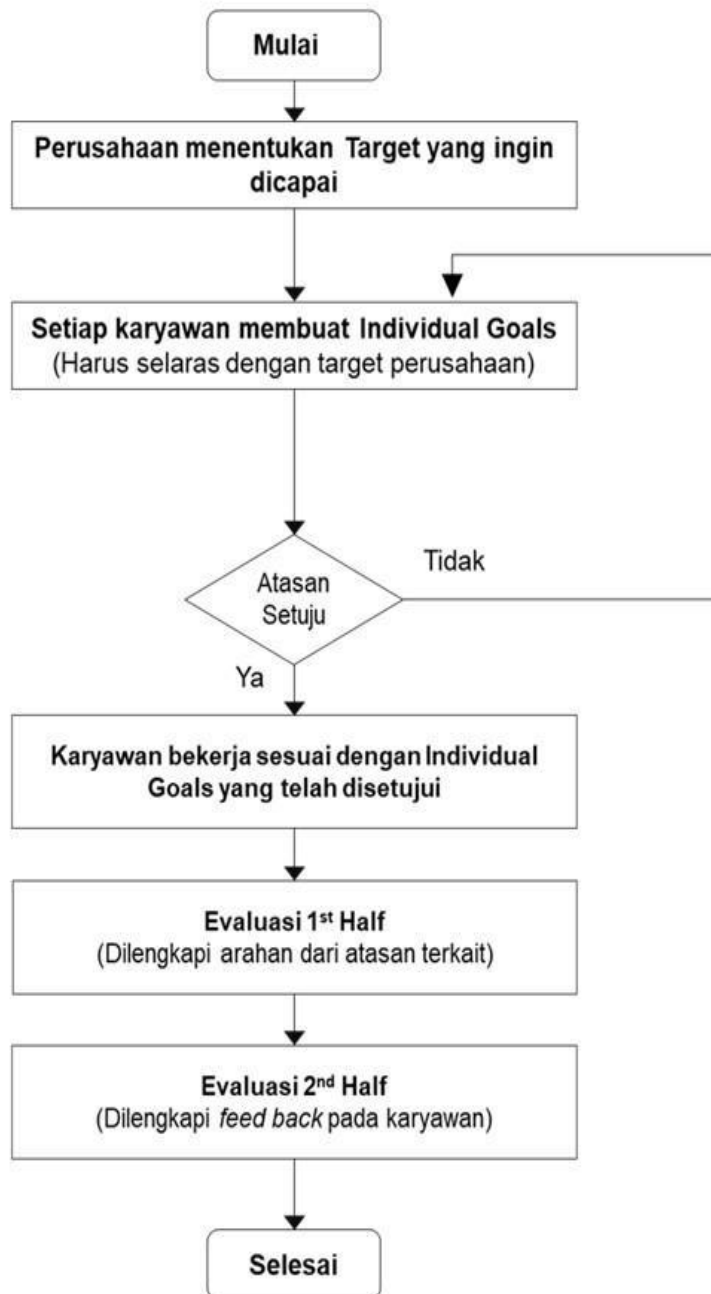 Mulai
Perusahaan menentukan Target yang ingin
dicapai
Setiap karyawan membuat Individual Goals
(Harus selaras dengan target perusahaan)
Atasan
Setuju
Tidak
Ya
Karyawan bekerja sesuai dengan Individual
Goals yang telah disetujui
Evaluasi 1st Half
(Dilengkapi arahan dari atasan terkait)
Evaluasi 2nd Half
(Dilengkapi feed back pada karyawan)
Selesai